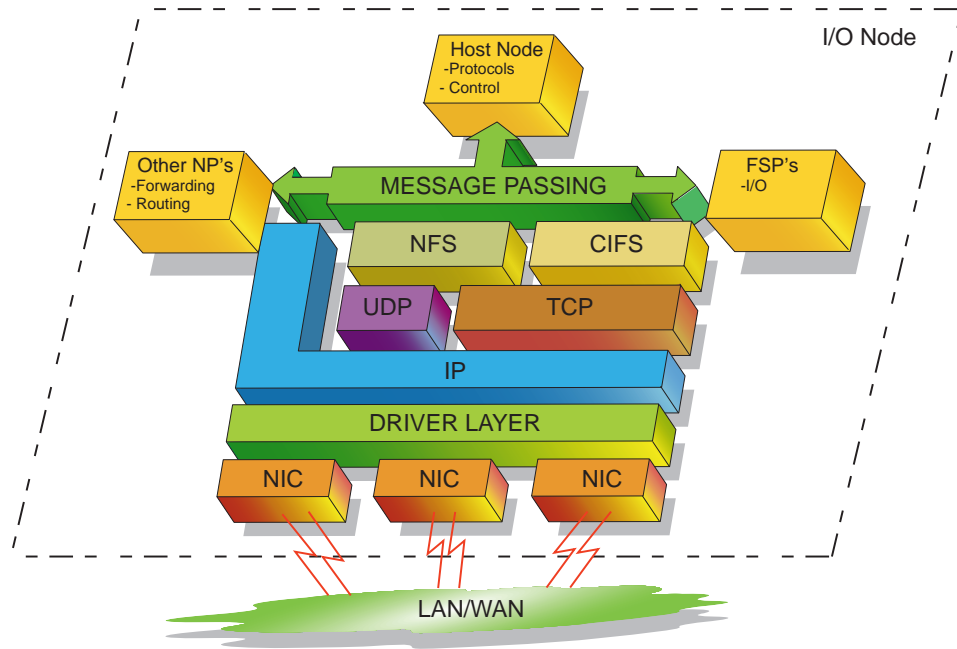 I/O Node
Host Node
-Protocols
- Control
Other NP's
-Forwarding
- Routing
MESSAGE PASSING
FSP's
-I/O
NFS
CIFS
UDP
TCP
IP
DRIVER LAYER
NIC
NIC
NIC
LAN/WAN